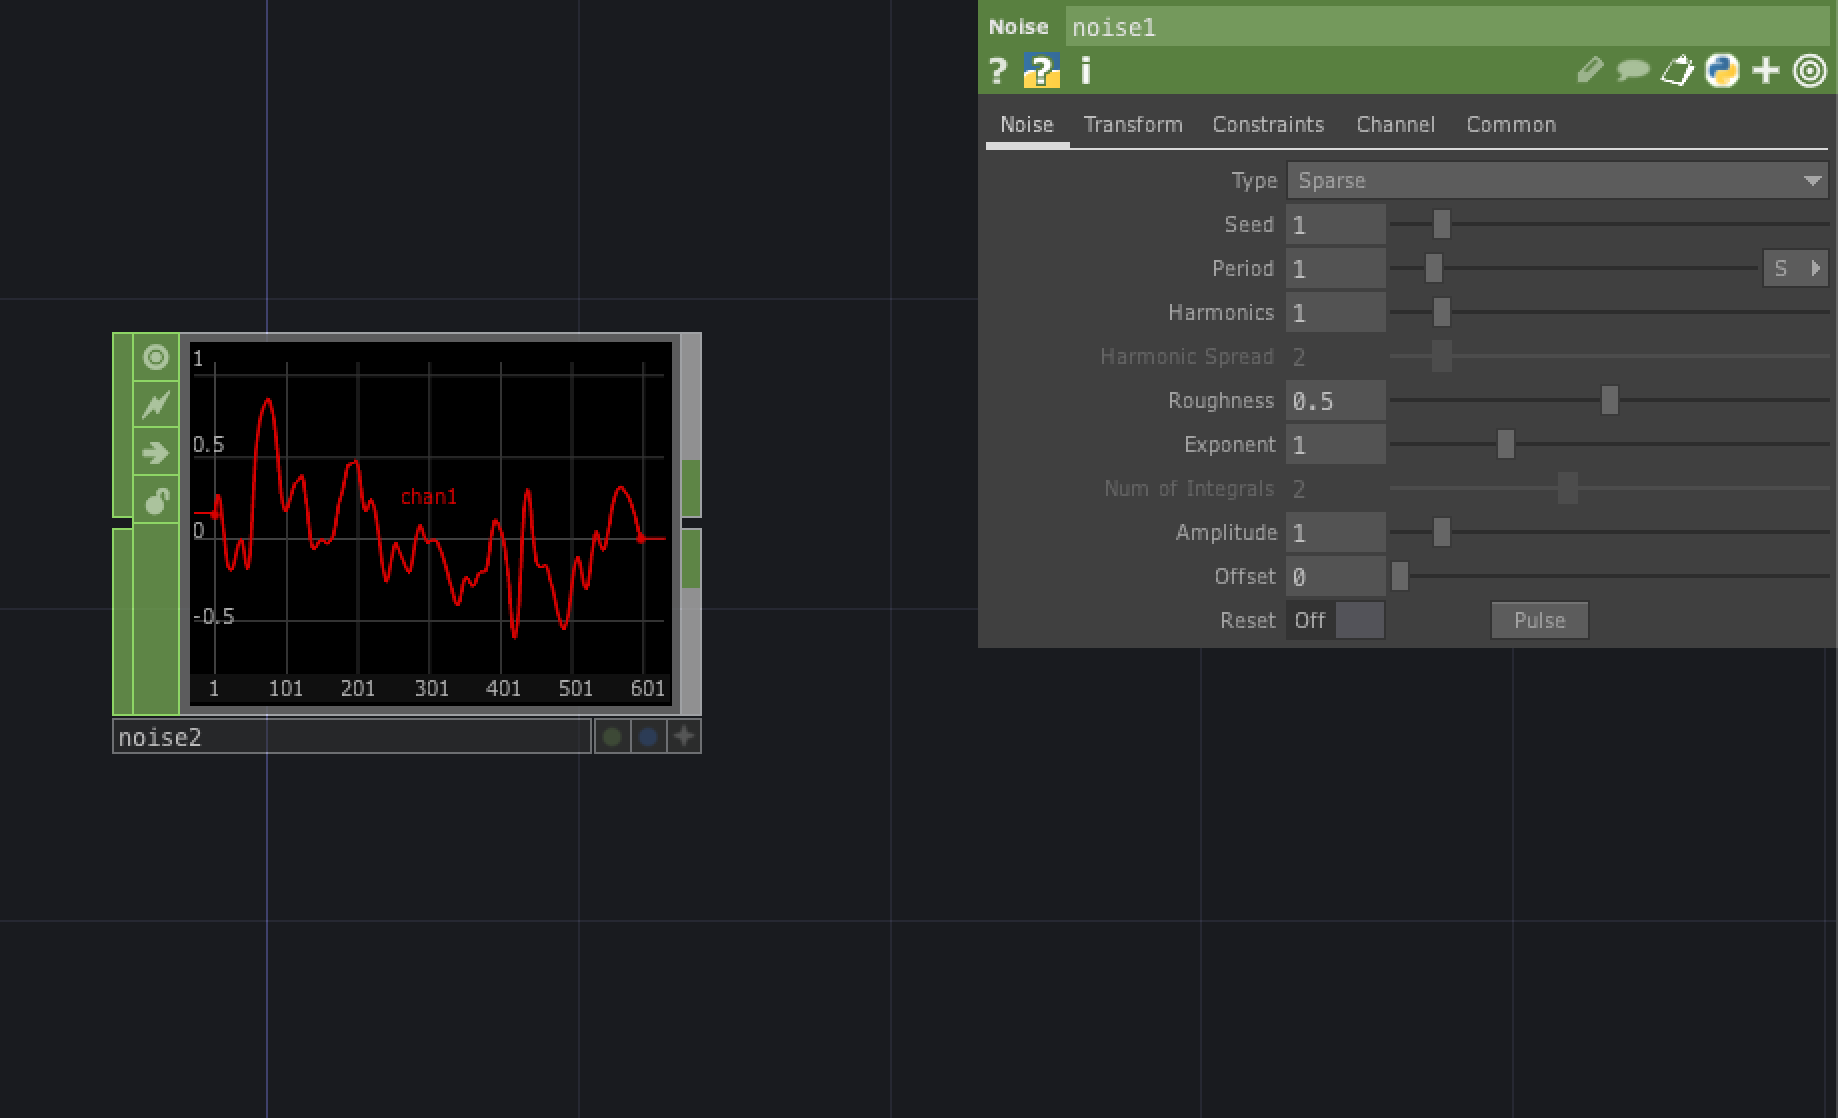 Noise noise1
? ? i
Noise Transform Constraints Channel Common
Type Sparse
Seed 1
Period 1 S
Harmonics 1
Harmonic Spread 2
Roughness 0.5
Exponent 1
Num of Integrals 2
Amplitude 1
Offset 0
Reset Off Pulse
1
0.5
chan1
0
-0.5
1 101 201 301 401 501 601
noise2